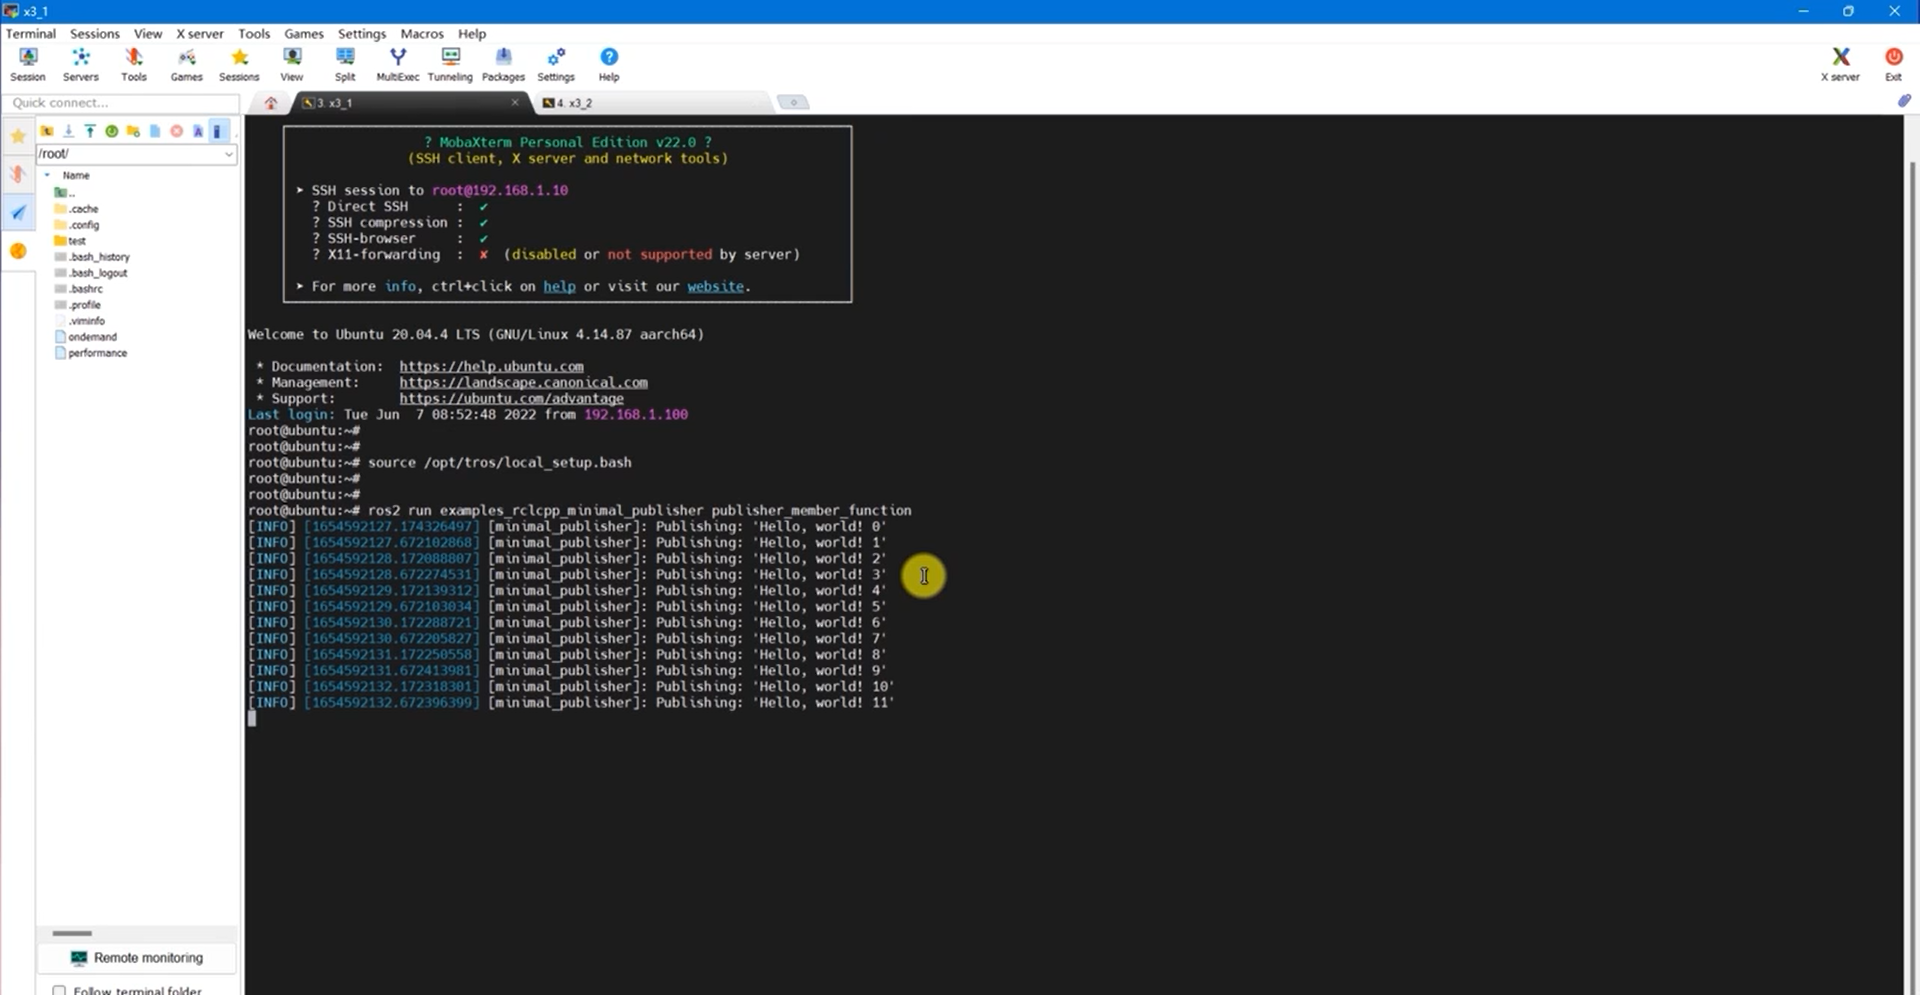 x3_1
Terminal Sessions View X server Tools Games Settings Macros Help
Session Servers Tools Games Sessions View Split MultiExec Tunneling Packages Settings Help X server Exit
Quick connect...
3. x3_1
4. x3_2
/root/
Name
..
.cache
.config
test
.bash_history
.bash_logout
.bashrc
.profile
.viminfo
ondemand
performance
Remote monitoring
Follow terminal folder
? MobaXterm Personal Edition v22.0 ?
(SSH client, X server and network tools)
➤ SSH session to root@192.168.1.10
? Direct SSH : ✔
? SSH compression : ✔
? SSH-browser : ✔
? X11-forwarding : ✘ (disabled or not supported by server)
➤ For more info, ctrl+click on help or visit our website.
Welcome to Ubuntu 20.04.4 LTS (GNU/Linux 4.14.87 aarch64)
* Documentation: https://help.ubuntu.com
* Management: https://landscape.canonical.com
* Support: https://ubuntu.com/advantage
Last login: Tue Jun 7 08:52:48 2022 from 192.168.1.100
root@ubuntu:~#
root@ubuntu:~#
root@ubuntu:~# source /opt/tros/local_setup.bash
root@ubuntu:~#
root@ubuntu:~#
root@ubuntu:~# ros2 run examples_rclcpp_minimal_publisher publisher_member_function
[INFO] [1654592127.174326497] [minimal_publisher]: Publishing: 'Hello, world! 0'
[INFO] [1654592127.672102868] [minimal_publisher]: Publishing: 'Hello, world! 1'
[INFO] [1654592128.172088807] [minimal_publisher]: Publishing: 'Hello, world! 2'
[INFO] [1654592128.672274531] [minimal_publisher]: Publishing: 'Hello, world! 3'
[INFO] [1654592129.172139312] [minimal_publisher]: Publishing: 'Hello, world! 4'
[INFO] [1654592129.672103034] [minimal_publisher]: Publishing: 'Hello, world! 5'
[INFO] [1654592130.172288721] [minimal_publisher]: Publishing: 'Hello, world! 6'
[INFO] [1654592130.672205827] [minimal_publisher]: Publishing: 'Hello, world! 7'
[INFO] [1654592131.172250558] [minimal_publisher]: Publishing: 'Hello, world! 8'
[INFO] [1654592131.672413981] [minimal_publisher]: Publishing: 'Hello, world! 9'
[INFO] [1654592132.172318301] [minimal_publisher]: Publishing: 'Hello, world! 10'
[INFO] [1654592132.672396399] [minimal_publisher]: Publishing: 'Hello, world! 11'